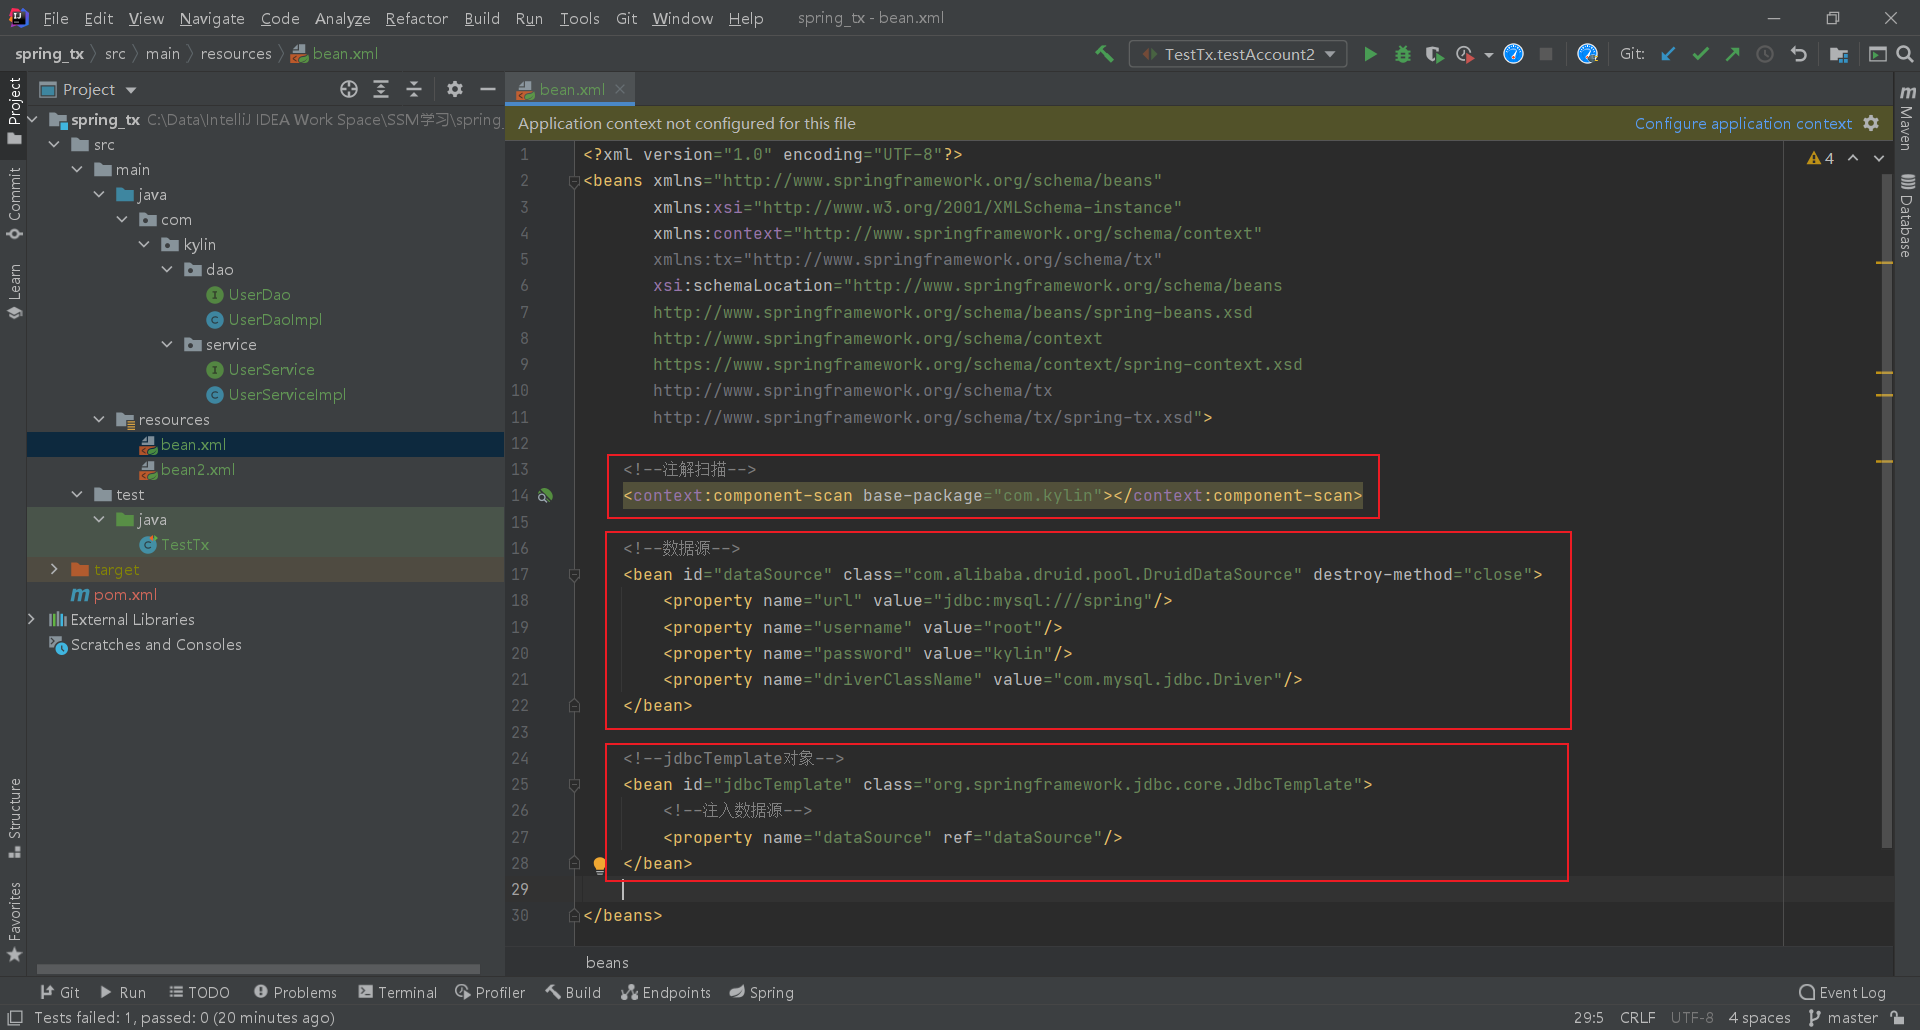 File Edit View Navigate Code Analyze Refactor Build Run Tools Git Window Help spring_tx - bean.xml
spring_tx src main resources bean.xml TestTx.testAccount2 Git:
Project bean.xml
Application context not configured for this file Configure application context
spring_tx C:\Data\IntelliJ IDEA Work Space\SSM学习\spring_
src
main
java
com
kylin
dao
UserDao
UserDaoImpl
service
UserService
UserServiceImpl
resources
bean.xml
bean2.xml
test
java
TestTx
target
pom.xml
External Libraries
Scratches and Consoles
Project
Commit
Learn
Structure
Favorites
1 <?xml version="1.0" encoding="UTF-8"?>
2 <beans xmlns="http://www.springframework.org/schema/beans"
3 xmlns:xsi="http://www.w3.org/2001/XMLSchema-instance"
4 xmlns:context="http://www.springframework.org/schema/context"
5 xmlns:tx="http://www.springframework.org/schema/tx"
6 xsi:schemaLocation="http://www.springframework.org/schema/beans
7 http://www.springframework.org/schema/beans/spring-beans.xsd
8 http://www.springframework.org/schema/context
9 https://www.springframework.org/schema/context/spring-context.xsd
10 http://www.springframework.org/schema/tx
11 http://www.springframework.org/schema/tx/spring-tx.xsd">
12
13 <!--注解扫描-->
14 <context:component-scan base-package="com.kylin"></context:component-scan>
15
16 <!--数据源-->
17 <bean id="dataSource" class="com.alibaba.druid.pool.DruidDataSource" destroy-method="close">
18 <property name="url" value="jdbc:mysql:///spring"/>
19 <property name="username" value="root"/>
20 <property name="password" value="kylin"/>
21 <property name="driverClassName" value="com.mysql.jdbc.Driver"/>
22 </bean>
23
24 <!--jdbcTemplate对象-->
25 <bean id="jdbcTemplate" class="org.springframework.jdbc.core.JdbcTemplate">
26 <!--注入数据源-->
27 <property name="dataSource" ref="dataSource"/>
28 </bean>
29
30 </beans>
4
m Maven
Database
beans
Git Run TODO Problems Terminal Profiler Build Endpoints Spring Event Log
Tests failed: 1, passed: 0 (20 minutes ago) 29:5 CRLF UTF-8 4 spaces master